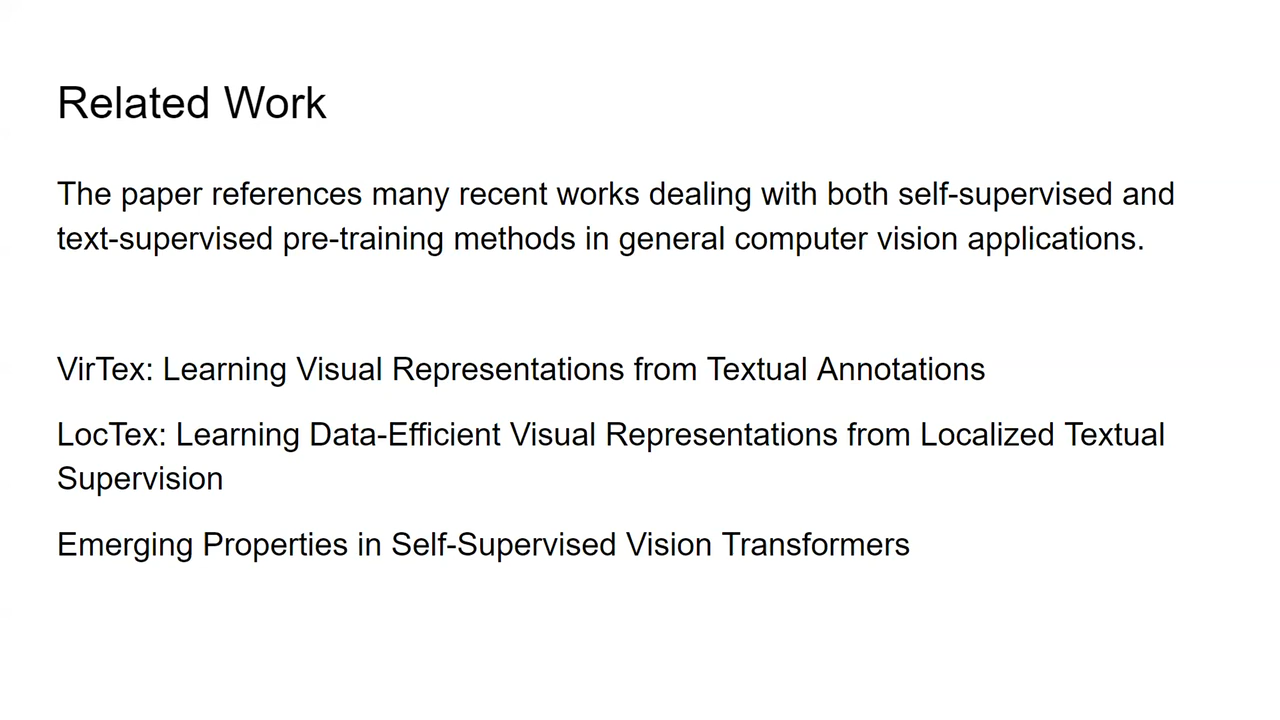 Related Work
The paper references many recent works dealing with both self-supervised and
text-supervised pre-training methods in general computer vision applications.
VirTex: Learning Visual Representations from Textual Annotations
LocTex: Learning Data-Efficient Visual Representations from Localized Textual
Supervision
Emerging Properties in Self-Supervised Vision Transformers